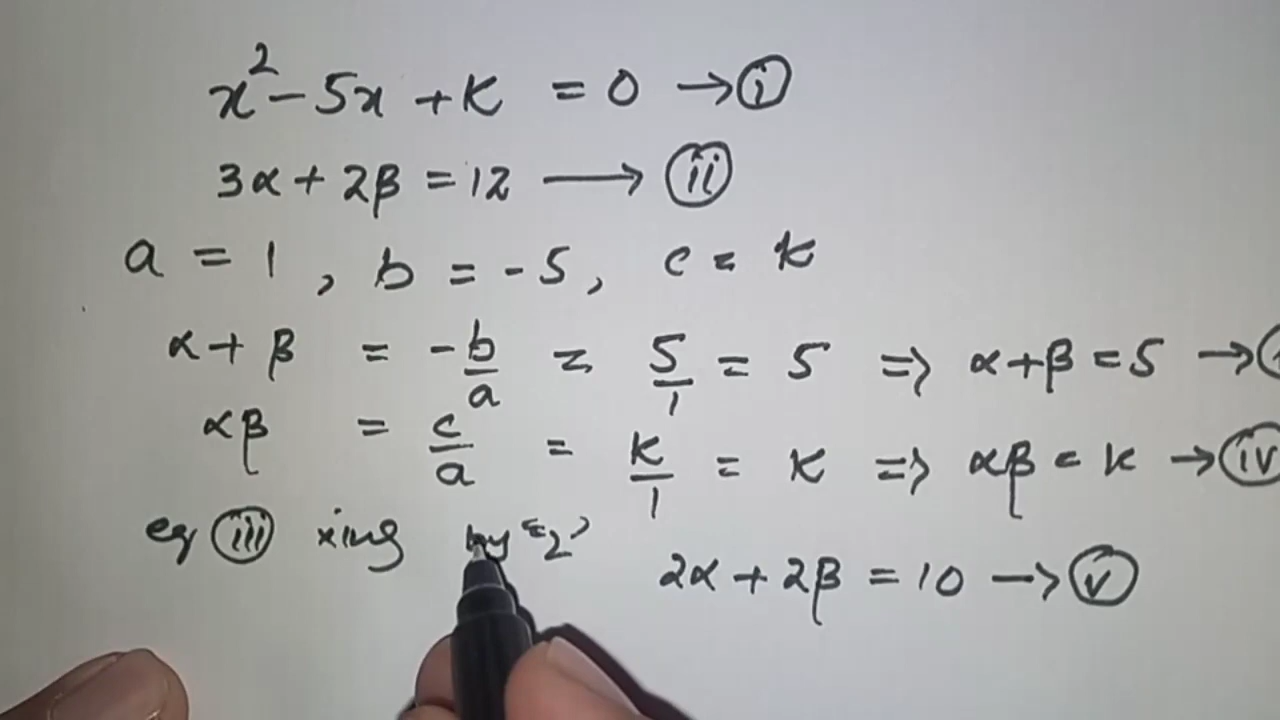 x² - 5x + K = 0 → (i)
3α + 2β = 12 → (ii)
a = 1, b = -5, c = k
α + β = -b/a = 5/1 = 5 ⇒ α + β = 5 →
αβ = c/a = K/1 = K ⇒ αβ = K → (iv)
eq (iii) xing by "2"
2α + 2β = 10 → (v)